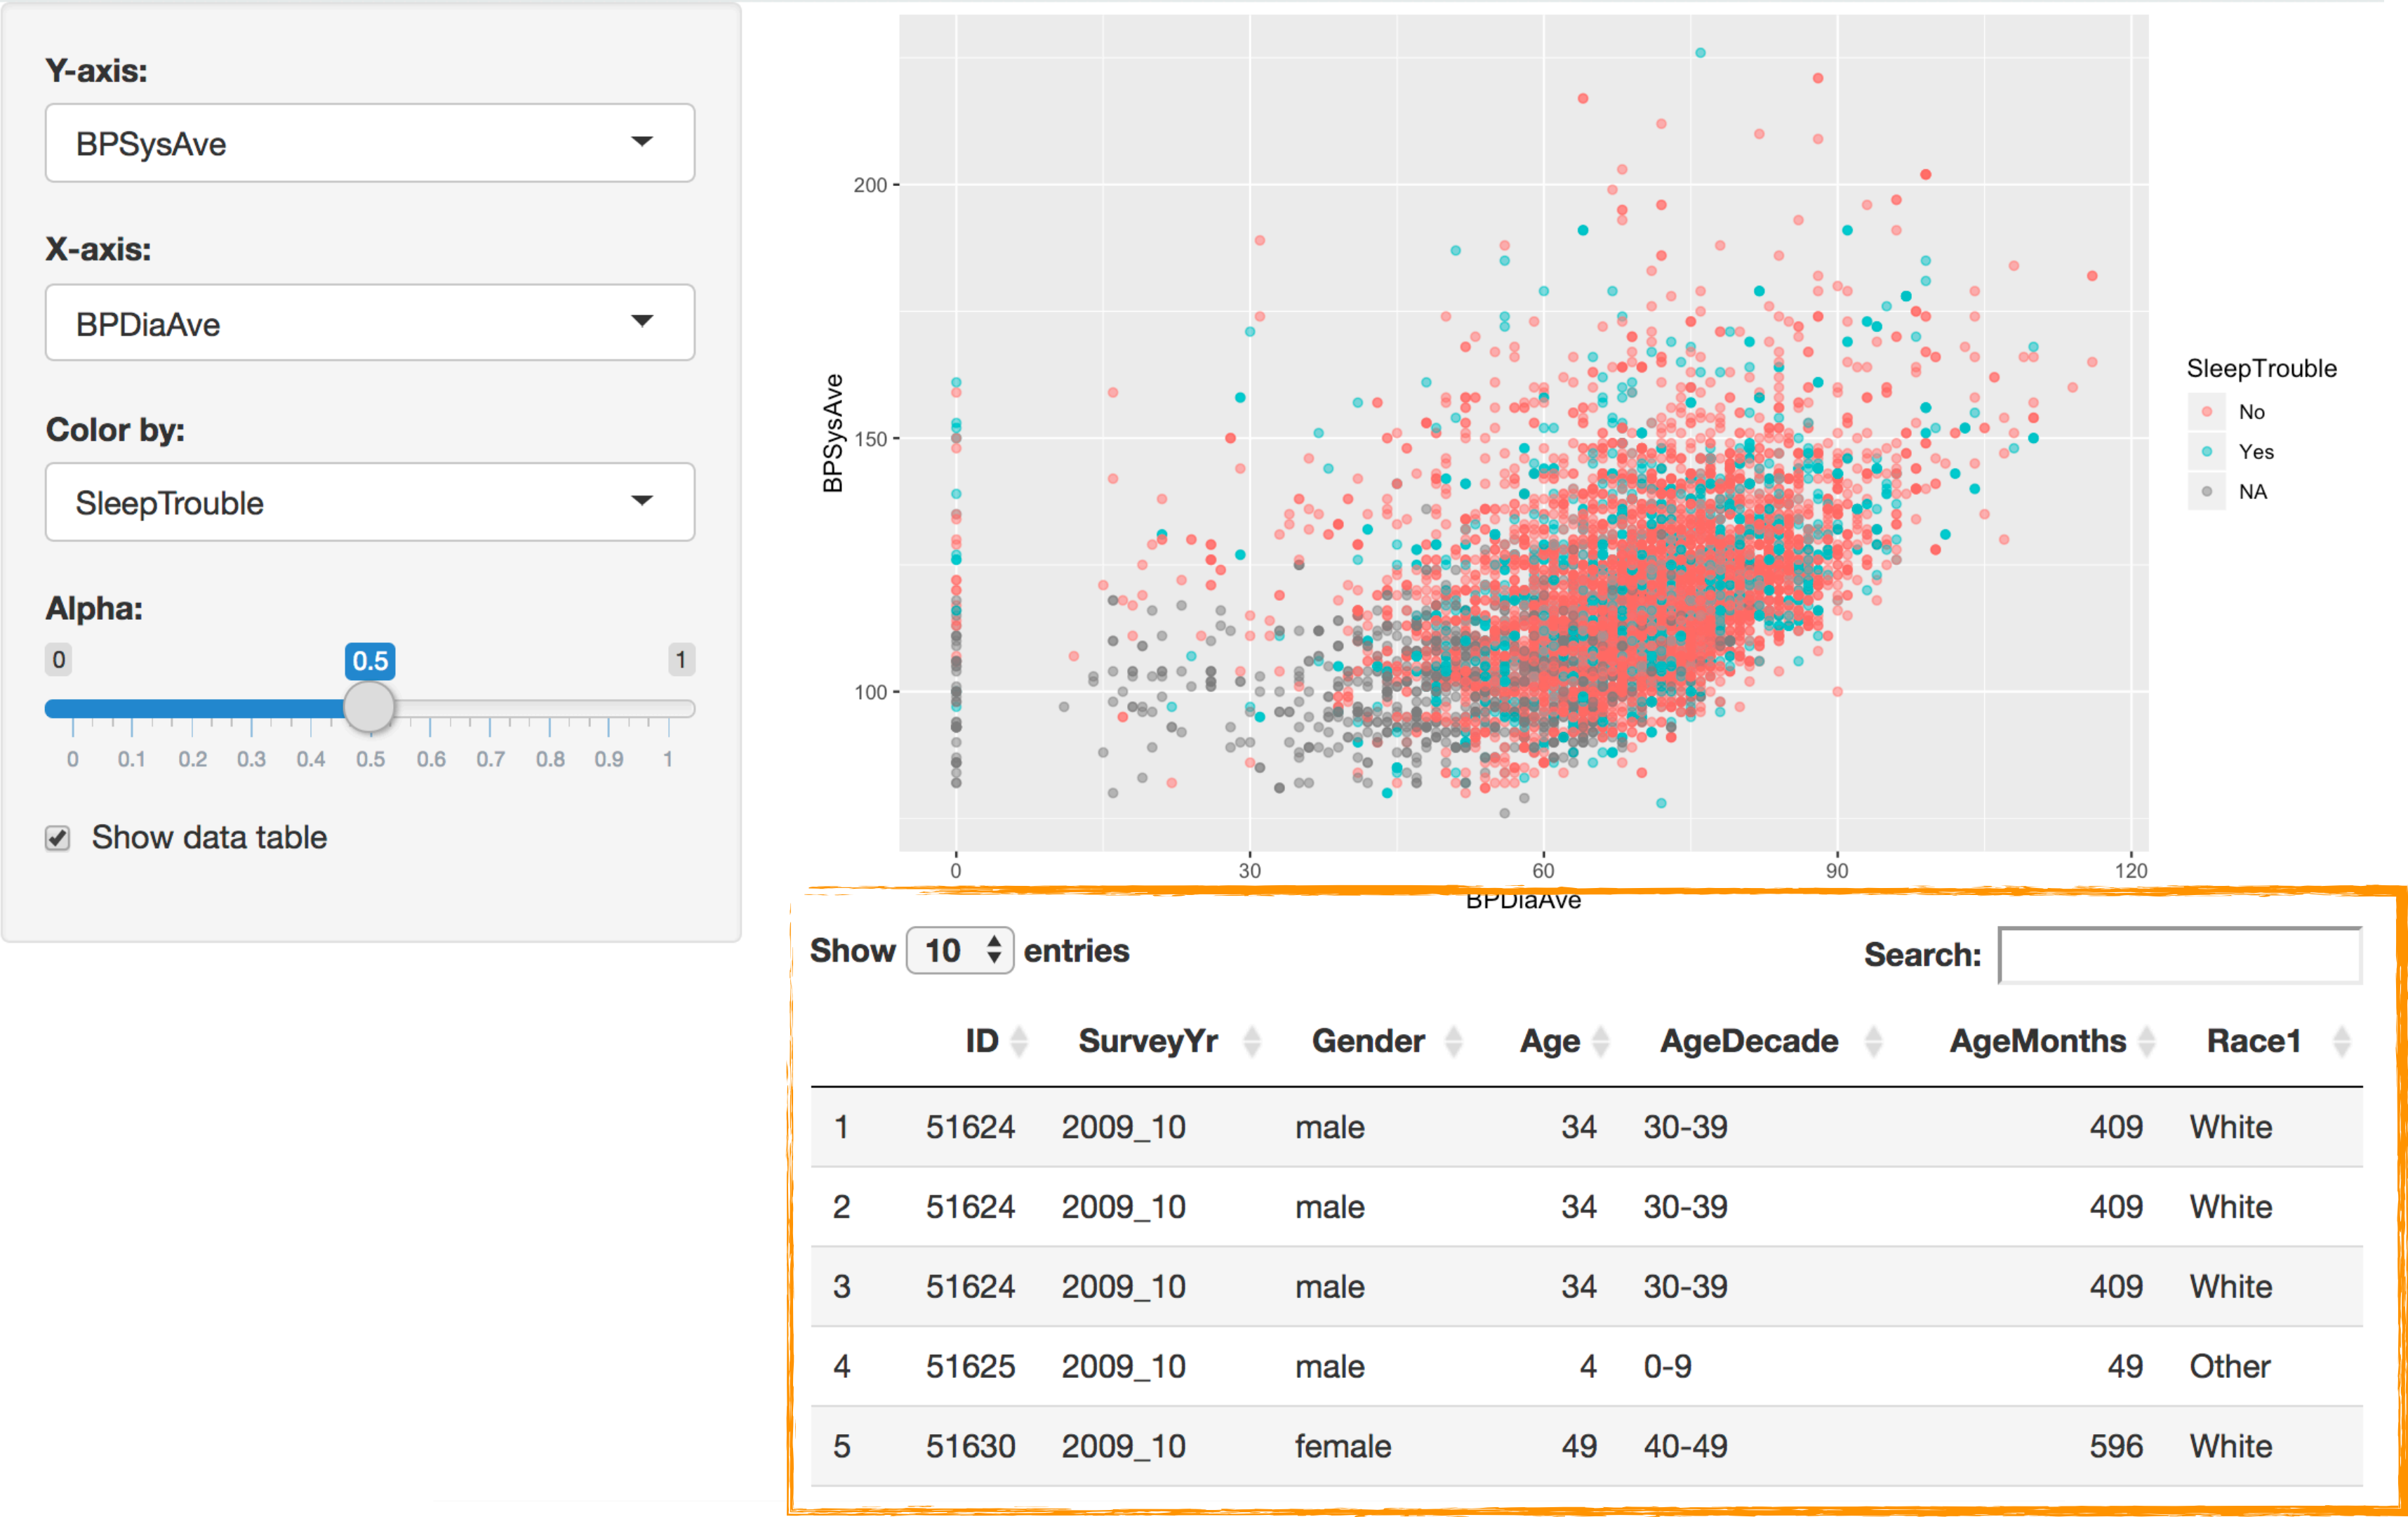 Y-axis:
BPSysAve
X-axis:
BPDiaAve
Color by:
SleepTrouble
Alpha:
0 0.5 1
0 0.1 0.2 0.3 0.4 0.5 0.6 0.7 0.8 0.9 1
Show data table
BPSysAve
200
150
100
0 30 60 90 120
BPDiaAve
SleepTrouble
No
Yes
NA
Show 10 entries Search:
ID SurveyYr Gender Age AgeDecade AgeMonths Race1
1 51624 2009_10 male 34 30-39 409 White
2 51624 2009_10 male 34 30-39 409 White
3 51624 2009_10 male 34 30-39 409 White
4 51625 2009_10 male 4 0-9 49 Other
5 51630 2009_10 female 49 40-49 596 White